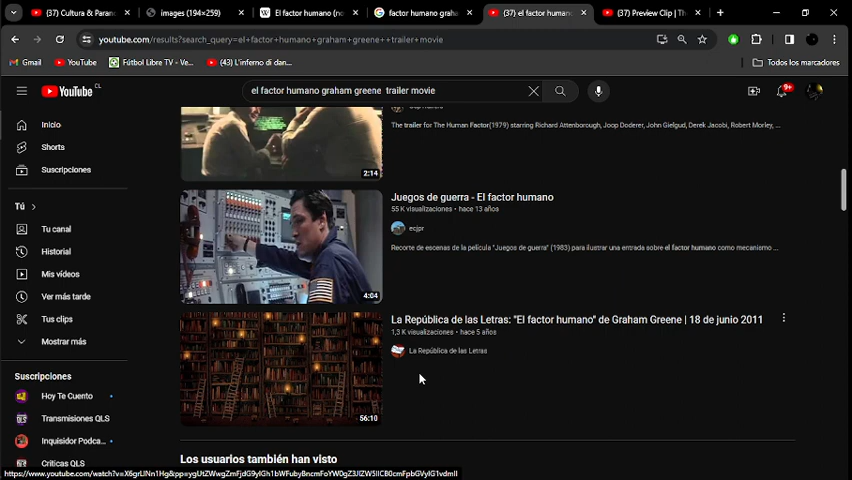 (37) Cultura & Paran
images (194×259)
El factor humano (no
factor humano graha
(37) el factor human
(37) Preview Clip | Th
youtube.com/results?search_query=el+factor+humano+graham+greene++trailer+movie
Gmail
YouTube
Fútbol Libre TV - Ve...
(43) L'inferno di dan...
Todos los marcadores
YouTube CL
el factor humano graham greene trailer movie
9+
Inicio
Shorts
Suscripciones
Tú
Tu canal
Historial
Mis vídeos
Ver más tarde
Tus clips
Mostrar más
Suscripciones
Hoy Te Cuento
Transmisiones QLS
Inquisidor Podca...
Críticas QLS
The trailer for The Human Factor(1979) starring Richard Attenborough, Joop Doderer, John Gielgud, Derek Jacobi, Robert Morley, ...
2:14
Juegos de guerra - El factor humano
55 K visualizaciones • hace 13 años
ecjpr
Recorte de escenas de la película "Juegos de guerra" (1983) para ilustrar una entrada sobre el factor humano como mecanismo ...
4:04
La República de las Letras: "El factor humano" de Graham Greene | 18 de junio 2011
1,3 K visualizaciones • hace 5 años
La República de las Letras
56:10
Los usuarios también han visto